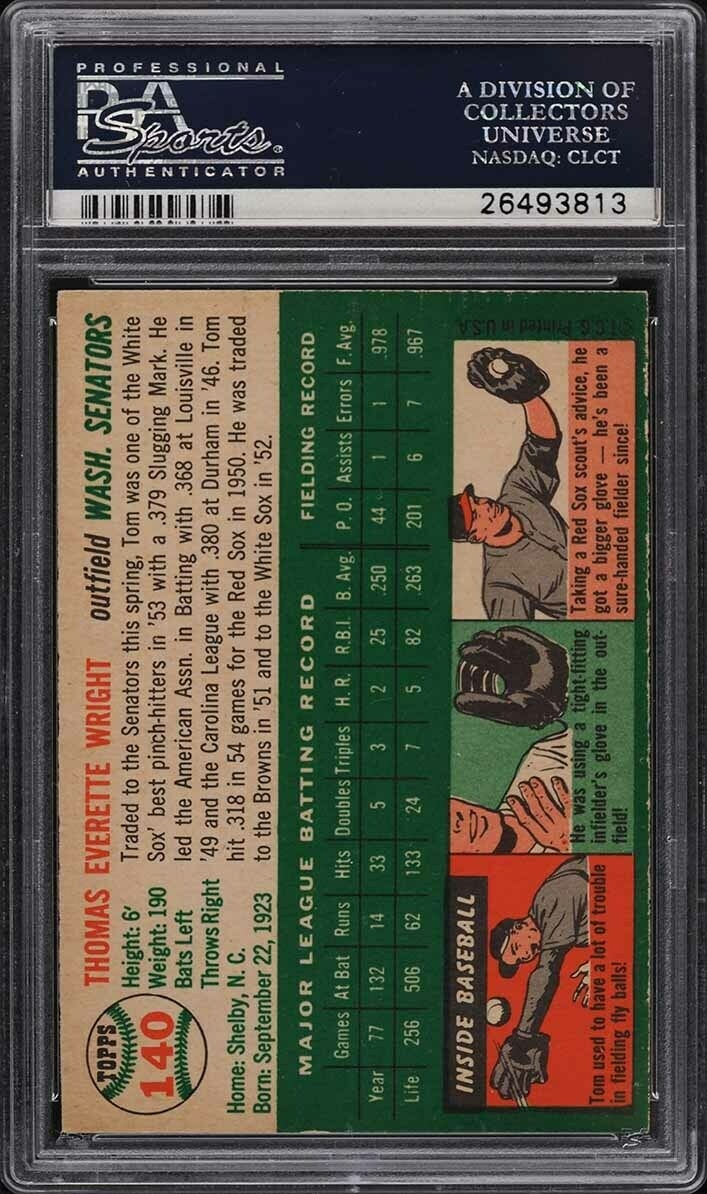 PROFESSIONAL
PSA
Sports.
AUTHENTICATOR
A DIVISION OF
COLLECTORS
UNIVERSE
NASDAQ: CLCT
26493813
TOPPS
140
THOMAS EVERETTE WRIGHT outfield WASH. SENATORS
Height: 6'
Weight: 190
Bats Left
Throws Right
Home: Shelby, N. C.
Born: September 22, 1923
Traded to the Senators this spring, Tom was one of the White
Sox' best pinch-hitters in '53 with a .379 Slugging Mark. He
led the American Assn. in Batting with .368 at Louisville in
'49 and the Carolina League with .380 at Durham in '46. Tom
hit .318 in 54 games for the Red Sox in 1950. He was traded
to the Browns in '51 and to the White Sox in '52.
MAJOR LEAGUE BATTING RECORD FIELDING RECORD
Games At Bat Runs Hits Doubles Triples H.R. R.B.I. B. Avg. P.O. Assists Errors F. Avg.
Year 77 132 14 33 5 3 2 25 .250 44 1 1 .978
Life 256 506 62 133 24 7 5 82 .263 201 6 7 .967
INSIDE BASEBALL
Tom used to have a lot of trouble
in fielding fly balls!
He was using a tight-fitting
infielder's glove in the out-
field!
Taking a Red Sox scout's advice, he
got a bigger glove — he's been a
sure-handed fielder since!
©T.C.G. Printed in U.S.A.